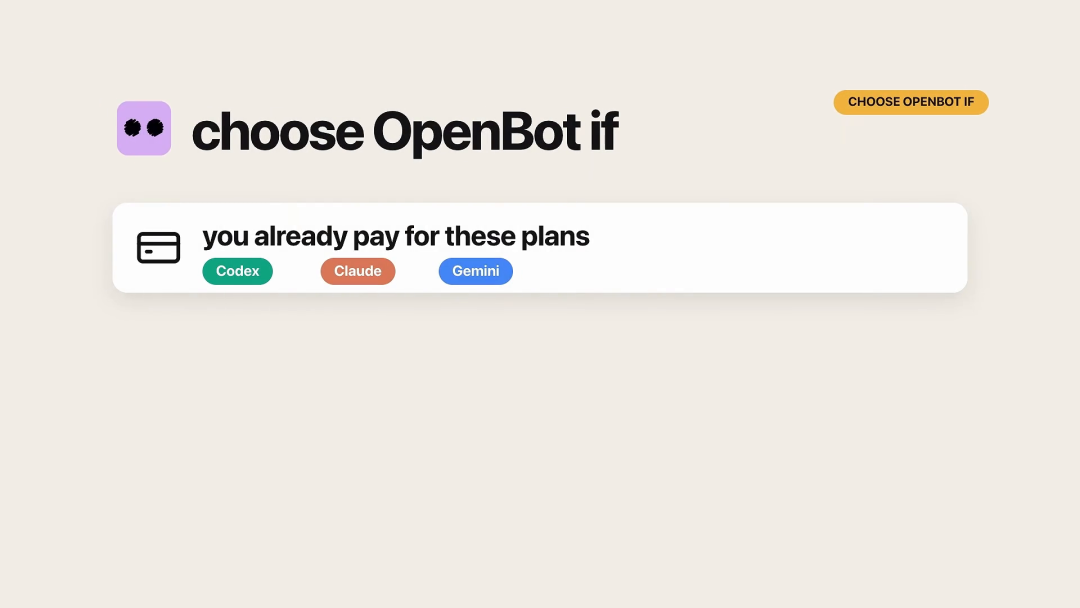 CHOOSE OPENBOT IF
choose OpenBot if
you already pay for these plans
Codex Claude Gemini